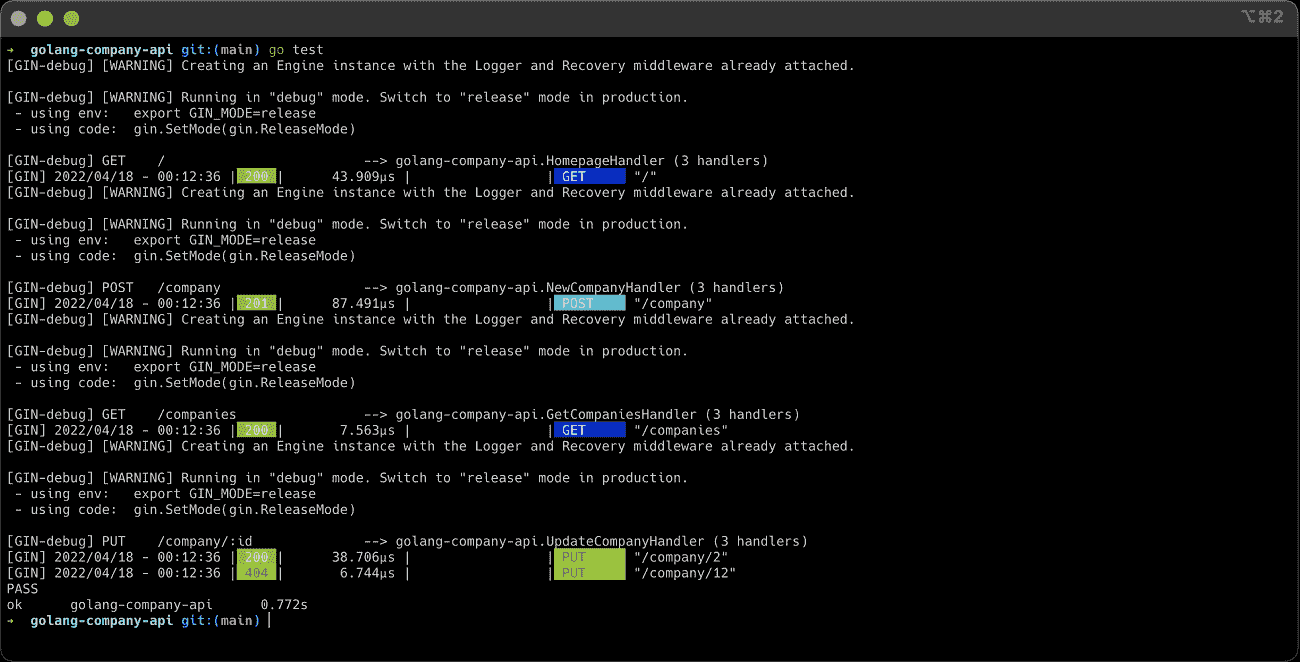 ⌥⌘2
→ golang-company-api git:(main) go test
[GIN-debug] [WARNING] Creating an Engine instance with the Logger and Recovery middleware already attached.
[GIN-debug] [WARNING] Running in "debug" mode. Switch to "release" mode in production.
- using env: export GIN_MODE=release
- using code: gin.SetMode(gin.ReleaseMode)
[GIN-debug] GET / --> golang-company-api.HomepageHandler (3 handlers)
[GIN] 2022/04/18 - 00:12:36 | 200 | 43.909µs | | GET "/"
[GIN-debug] [WARNING] Creating an Engine instance with the Logger and Recovery middleware already attached.
[GIN-debug] [WARNING] Running in "debug" mode. Switch to "release" mode in production.
- using env: export GIN_MODE=release
- using code: gin.SetMode(gin.ReleaseMode)
[GIN-debug] POST /company --> golang-company-api.NewCompanyHandler (3 handlers)
[GIN] 2022/04/18 - 00:12:36 | 201 | 87.491µs | | POST "/company"
[GIN-debug] [WARNING] Creating an Engine instance with the Logger and Recovery middleware already attached.
[GIN-debug] [WARNING] Running in "debug" mode. Switch to "release" mode in production.
- using env: export GIN_MODE=release
- using code: gin.SetMode(gin.ReleaseMode)
[GIN-debug] GET /companies --> golang-company-api.GetCompaniesHandler (3 handlers)
[GIN] 2022/04/18 - 00:12:36 | 200 | 7.563µs | | GET "/companies"
[GIN-debug] [WARNING] Creating an Engine instance with the Logger and Recovery middleware already attached.
[GIN-debug] [WARNING] Running in "debug" mode. Switch to "release" mode in production.
- using env: export GIN_MODE=release
- using code: gin.SetMode(gin.ReleaseMode)
[GIN-debug] PUT /company/:id --> golang-company-api.UpdateCompanyHandler (3 handlers)
[GIN] 2022/04/18 - 00:12:36 | 200 | 38.706µs | | PUT "/company/2"
[GIN] 2022/04/18 - 00:12:36 | 404 | 6.744µs | | PUT "/company/12"
PASS
ok golang-company-api 0.772s
→ golang-company-api git:(main)